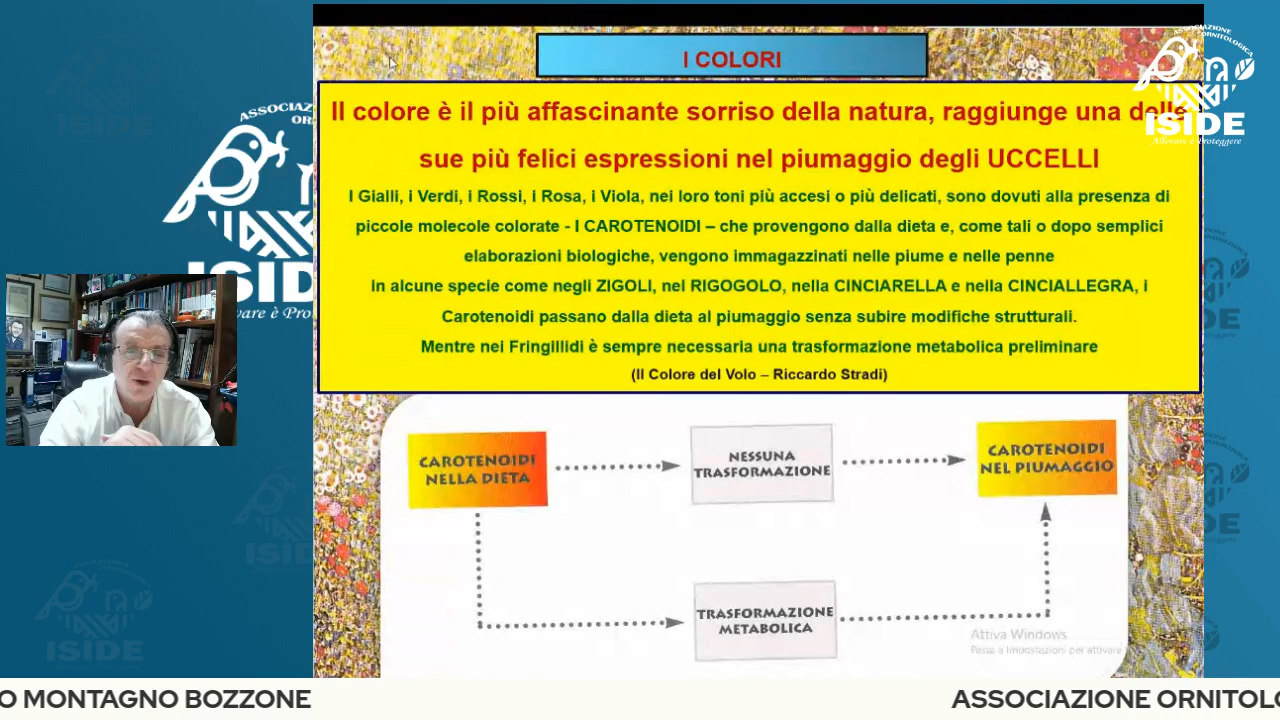 I COLORI
ASSOCIAZIONE
ORNITOLOGICA
ISIDE
Allevare è Proteggere
Il colore è il più affascinante sorriso della natura, raggiunge una delle
sue più felici espressioni nel piumaggio degli UCCELLI
I Gialli, i Verdi, i Rossi, i Rosa, i Viola, nei loro toni più accesi o più delicati, sono dovuti alla presenza di
piccole molecole colorate - I CAROTENOIDI – che provengono dalla dieta e, come tali o dopo semplici
elaborazioni biologiche, vengono immagazzinati nelle piume e nelle penne
in alcune specie come negli ZIGOLI, nel RIGOGOLO, nella CINCIARELLA e nella CINCIALLEGRA, i
Carotenoidi passano dalla dieta al piumaggio senza subire modifiche strutturali.
Mentre nei Fringillidi è sempre necessaria una trasformazione metabolica preliminare
(Il Colore del Volo – Riccardo Stradi)
CAROTENOIDI
NELLA DIETA
NESSUNA
TRASFORMAZIONE
CAROTENOIDI
NEL PIUMAGGIO
TRASFORMAZIONE
METABOLICA
Attiva Windows
Passa a Impostazioni per attivare
O MONTAGNO BOZZONE
ASSOCIAZIONE ORNITOLO